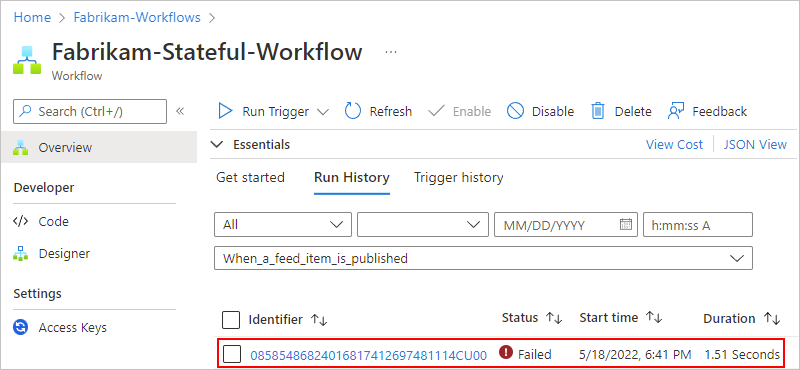 Home > Fabrikam-Workflows >
Fabrikam-Stateful-Workflow ...
Workflow
Search (Ctrl+/) «
Run Trigger Refresh Enable Disable Delete Feedback
Overview
Essentials View Cost JSON View
Get started Run History Trigger history
Developer
Code
Designer
Settings
Access Keys
All MM/DD/YYYY h:mm:ss A
When_a_feed_item_is_published
Identifier ↑↓ Status ↑↓ Start time ↑↓ Duration ↑↓
08585486824016817412697481114CU00 Failed 5/18/2022, 6:41 PM 1.51 Seconds